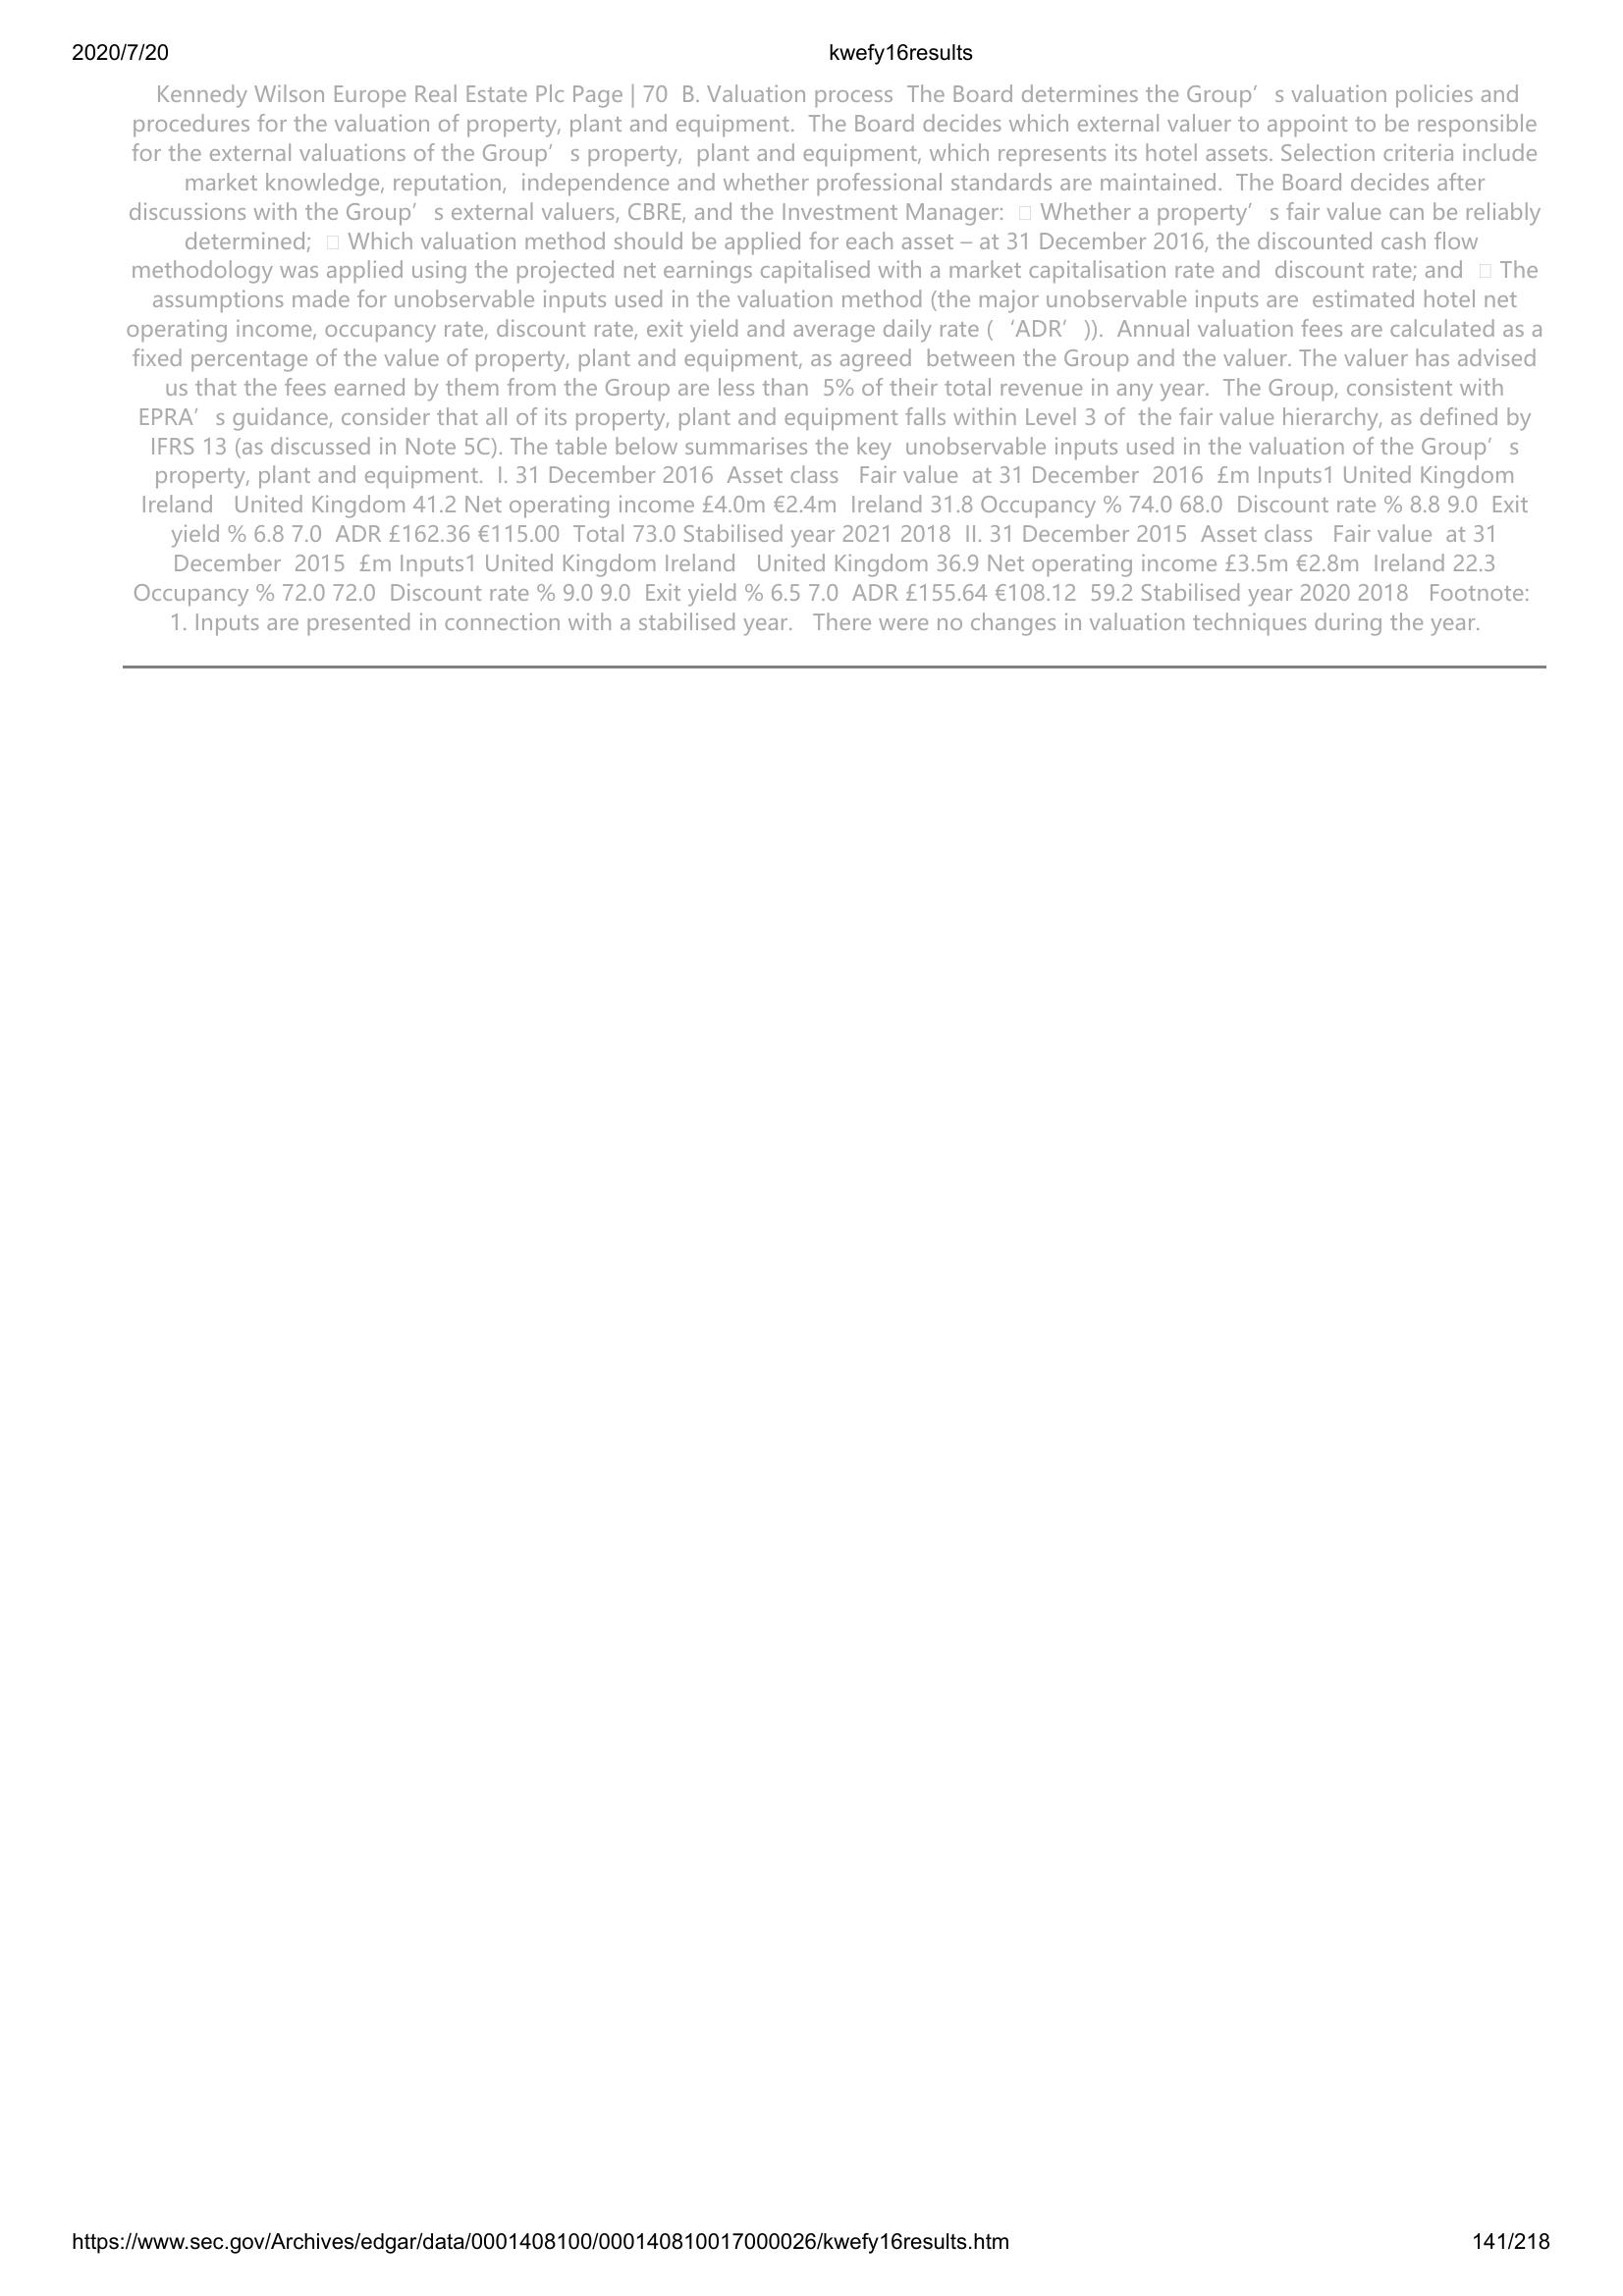 2020/7/20 kwefy16results
Kennedy Wilson Europe Real Estate Plc Page | 70 B. Valuation process The Board determines the Group’s valuation policies and
procedures for the valuation of property, plant and equipment. The Board decides which external valuer to appoint to be responsible
for the external valuations of the Group’s property, plant and equipment, which represents its hotel assets. Selection criteria include
market knowledge, reputation, independence and whether professional standards are maintained. The Board decides after
discussions with the Group’s external valuers, CBRE, and the Investment Manager: □ Whether a property’s fair value can be reliably
determined; □ Which valuation method should be applied for each asset – at 31 December 2016, the discounted cash flow
methodology was applied using the projected net earnings capitalised with a market capitalisation rate and discount rate; and □ The
assumptions made for unobservable inputs used in the valuation method (the major unobservable inputs are estimated hotel net
operating income, occupancy rate, discount rate, exit yield and average daily rate (‘ADR’)). Annual valuation fees are calculated as a
fixed percentage of the value of property, plant and equipment, as agreed between the Group and the valuer. The valuer has advised
us that the fees earned by them from the Group are less than 5% of their total revenue in any year. The Group, consistent with
EPRA’s guidance, consider that all of its property, plant and equipment falls within Level 3 of the fair value hierarchy, as defined by
IFRS 13 (as discussed in Note 5C). The table below summarises the key unobservable inputs used in the valuation of the Group’s
property, plant and equipment. I. 31 December 2016 Asset class Fair value at 31 December 2016 £m Inputs1 United Kingdom
Ireland United Kingdom 41.2 Net operating income £4.0m €2.4m Ireland 31.8 Occupancy % 74.0 68.0 Discount rate % 8.8 9.0 Exit
yield % 6.8 7.0 ADR £162.36 €115.00 Total 73.0 Stabilised year 2021 2018 II. 31 December 2015 Asset class Fair value at 31
December 2015 £m Inputs1 United Kingdom Ireland United Kingdom 36.9 Net operating income £3.5m €2.8m Ireland 22.3
Occupancy % 72.0 72.0 Discount rate % 9.0 9.0 Exit yield % 6.5 7.0 ADR £155.64 €108.12 59.2 Stabilised year 2020 2018 Footnote:
1. Inputs are presented in connection with a stabilised year. There were no changes in valuation techniques during the year.
https://www.sec.gov/Archives/edgar/data/0001408100/000140810017000026/kwefy16results.htm 141/218